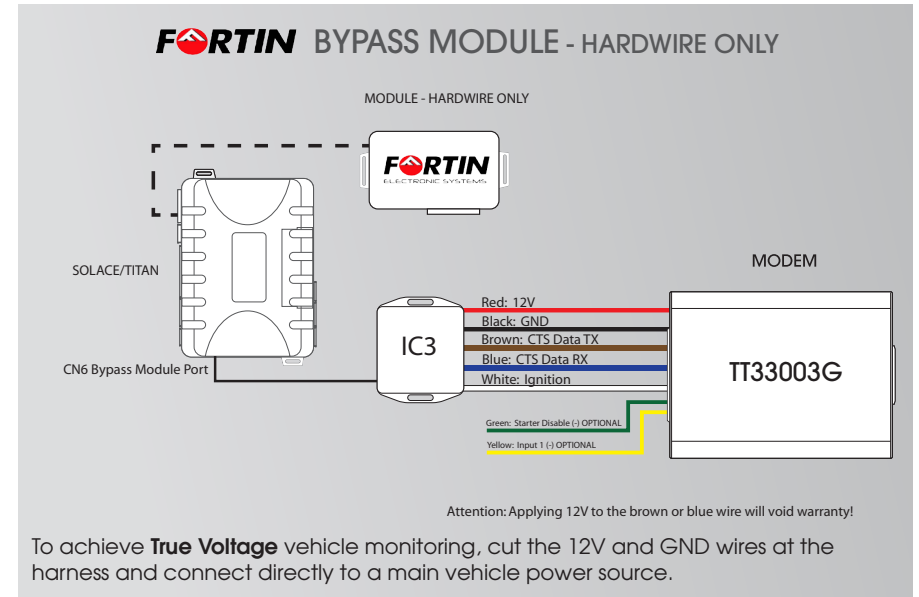 FORTIN BYPASS MODULE - HARDWIRE ONLY
MODULE - HARDWIRE ONLY
FORTIN
ELECTRONIC SYSTEMS
SOLACE/TITAN
MODEM
Red: 12V
Black: GND
Brown: CTS Data TX
Blue: CTS Data RX
White: Ignition
IC3
TT33003G
CN6 Bypass Module Port
Green: Starter Disable (-) OPTIONAL
Yellow: Input 1 (-) OPTIONAL
Attention: Applying 12V to the brown or blue wire will void warranty!
To achieve True Voltage vehicle monitoring, cut the 12V and GND wires at the
harness and connect directly to a main vehicle power source.